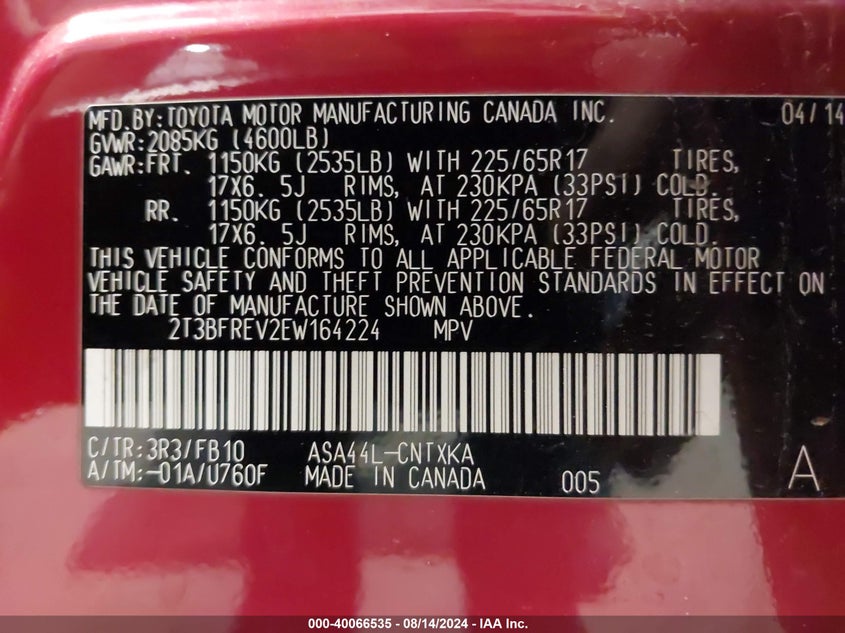 MFD.BY:TOYOTA MOTOR MANUFACTURING CANADA INC. 04/14
GVWR:2085KG (4600LB)
GAWR:FRT. 1150KG (2535LB) WITH 225/65R17 TIRES,
17X6. 5J RIMS, AT 230KPA (33PSI) COLD.
RR. 1150KG (2535LB) WITH 225/65R17 TIRES,
17X6. 5J RIMS, AT 230KPA (33PSI) COLD.
THIS VEHICLE CONFORMS TO ALL APPLICABLE FEDERAL MOTOR
VEHICLE SAFETY AND THEFT PREVENTION STANDARDS IN EFFECT ON
THE DATE OF MANUFACTURE SHOWN ABOVE.
2T3BFREV2EW164224 MPV
C/TR:3R3/FB10 ASA44L-CNTXKA
A/TM:-01A/U760F MADE IN CANADA 005 A
000-40066535 - 08/14/2024 - IAA Inc.